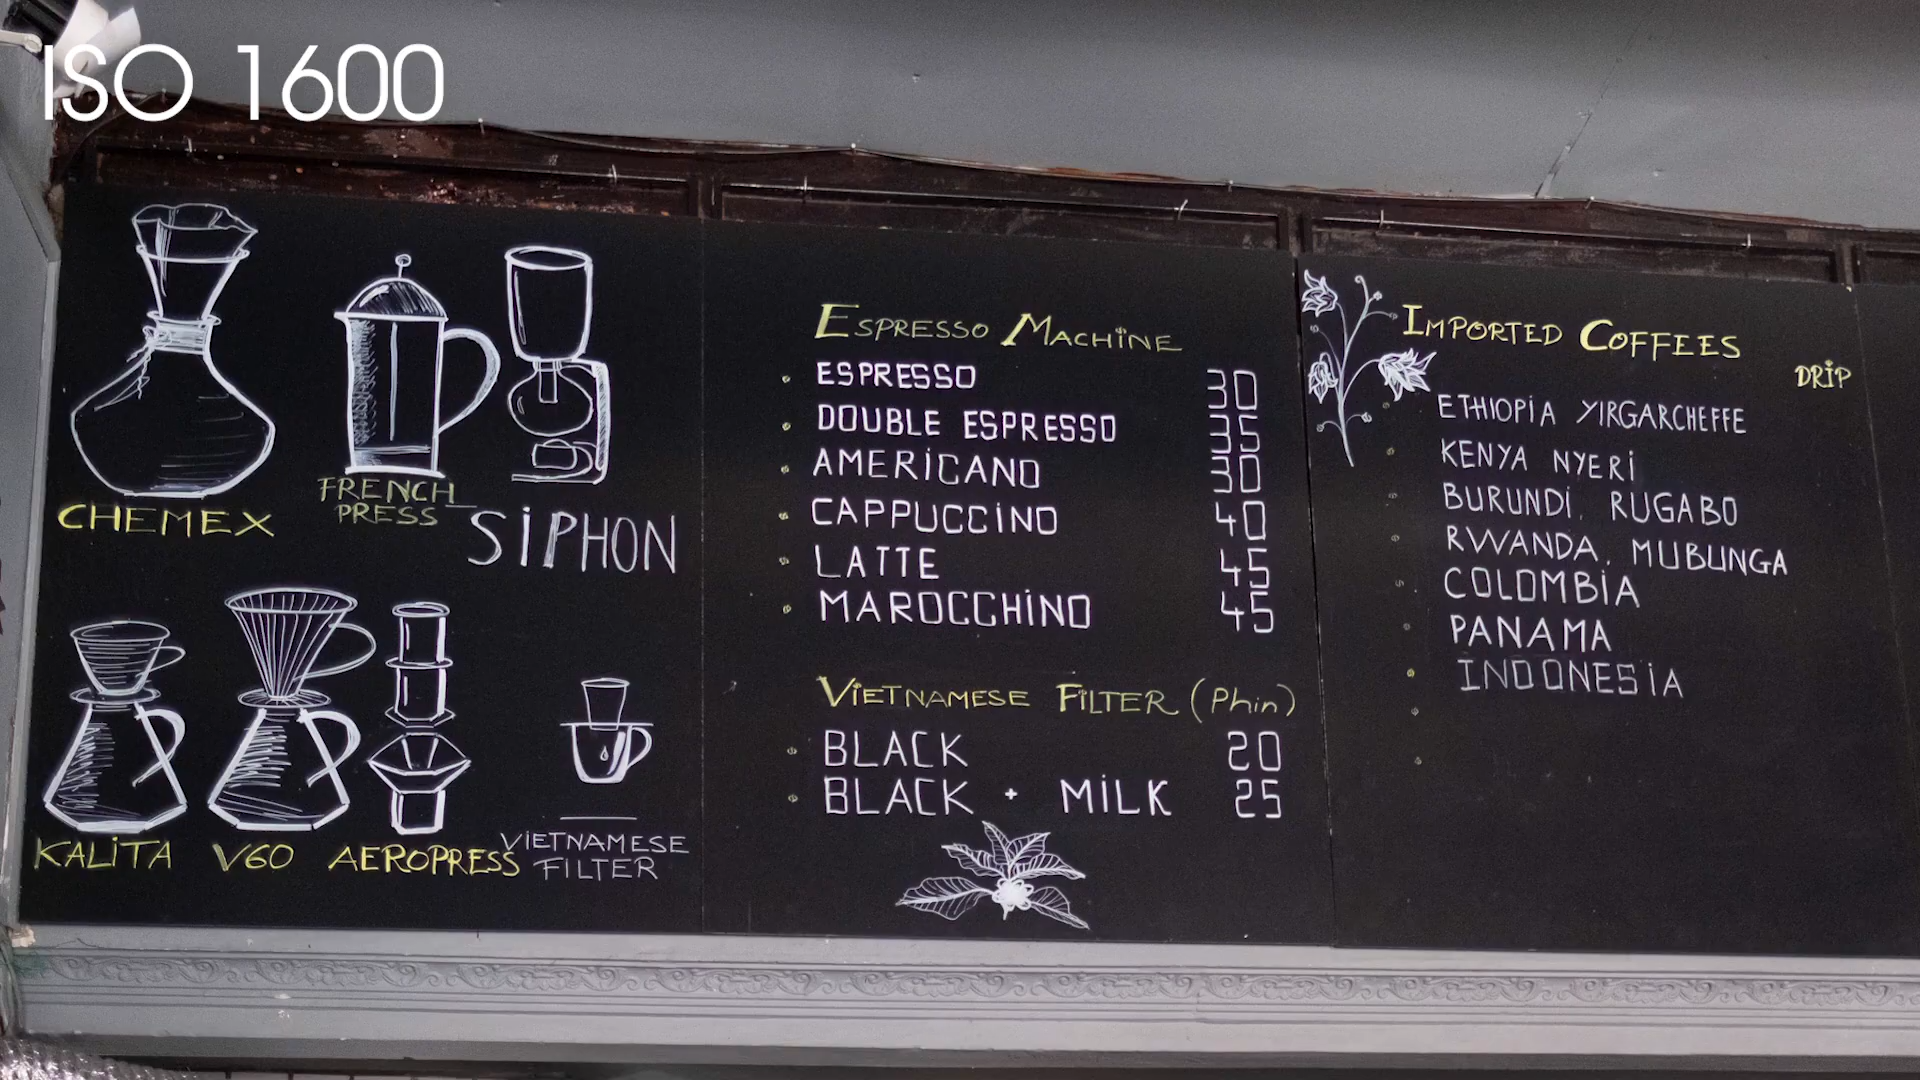 ISO 1600
CHEMEX
FRENCH
PRESS
SiPHON
KALiTA
V60
AEROPRESS
ViETNAMESE
FILTER
ESPRESSO MACHiNE
ESPRESSO 30
DOUBLE ESPRESSO 35
AMERiCANO 30
CAPPUCCiNO 40
LATTE 45
MAROCCHiNO 45
ViETNAMESE FiLTER (Phin)
BLACK 20
BLACK + MiLK 25
IMPORTED COFFEES
DRiP
ETHIOPiA YIRGARCHEFFE
KENYA NYERi
BURUNDi, RUGABO
RWANDA, MUBUNGA
COLOMBiA
PANAMA
INDONESiA